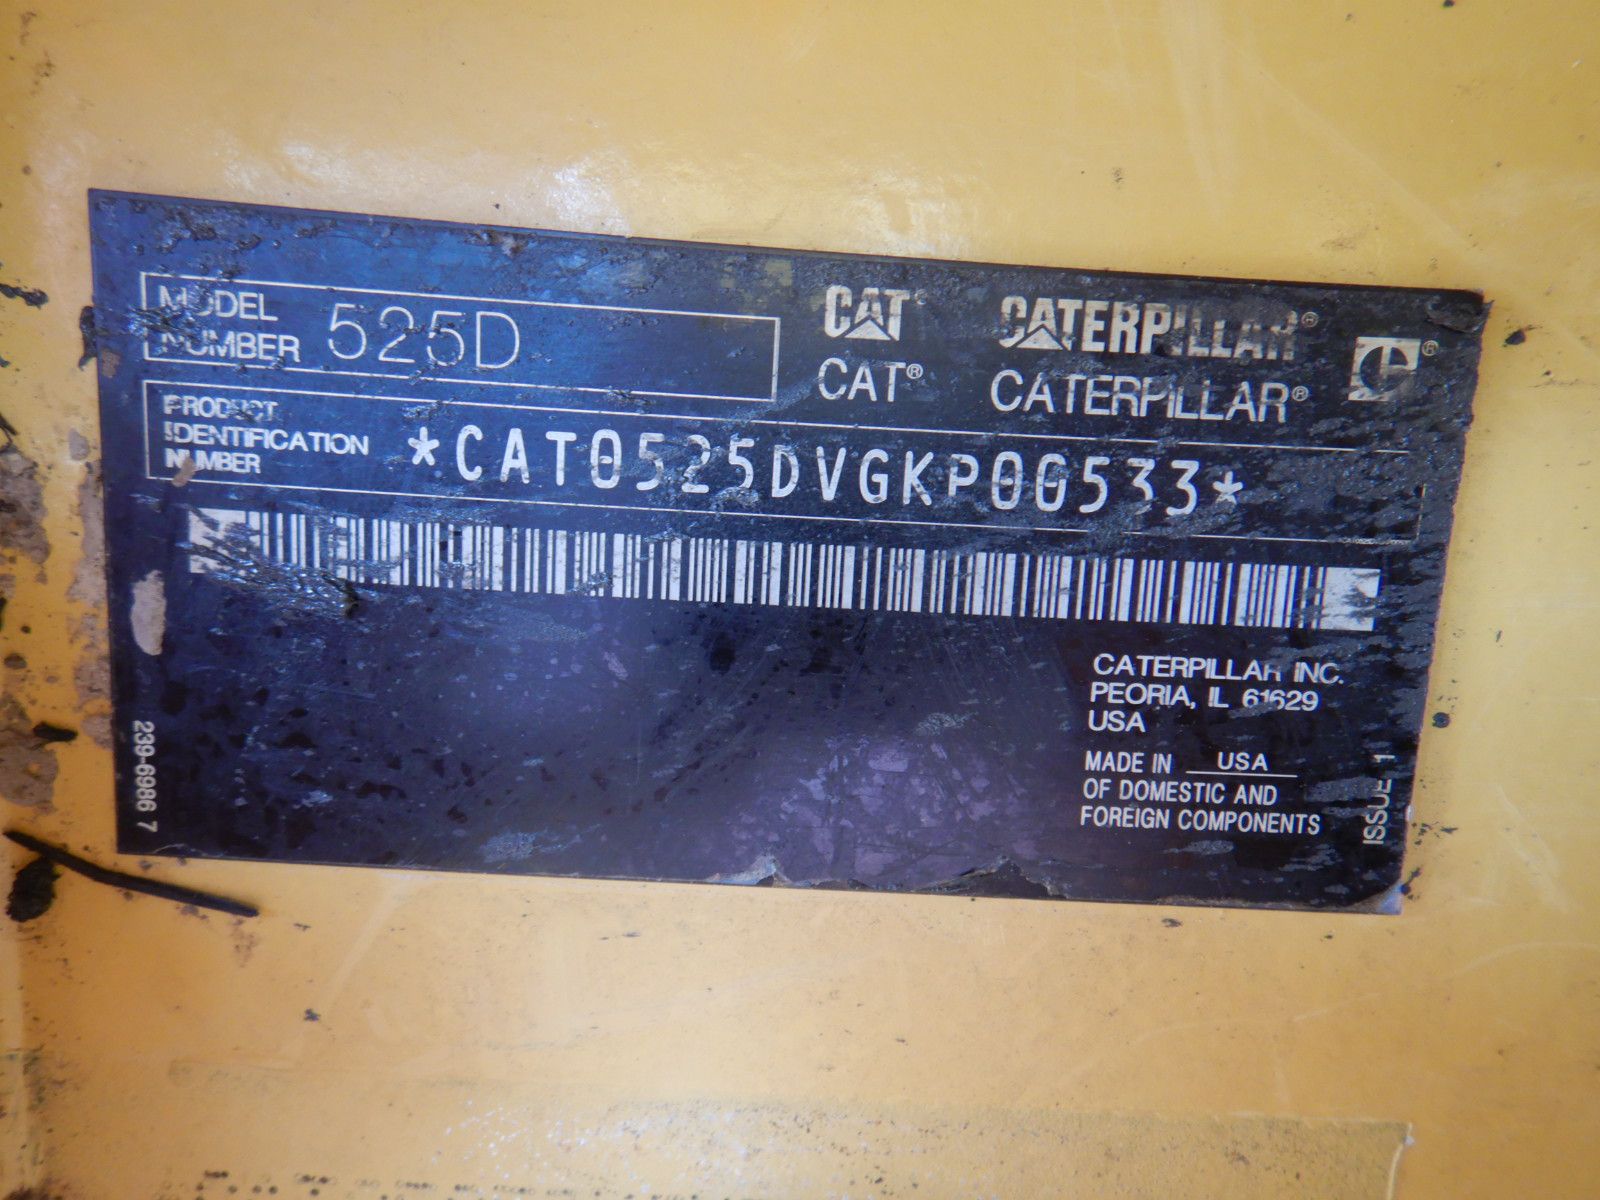 MODEL
NUMBER 525D
CAT® CATERPILLAR®
CAT® CATERPILLAR®
PRODUCT
IDENTIFICATION
NUMBER
*CAT0525DVGKP00533*
CATERPILLAR INC.
PEORIA, IL 61629
USA
MADE IN USA
OF DOMESTIC AND
FOREIGN COMPONENTS
239-6986 7
ISSUE 1